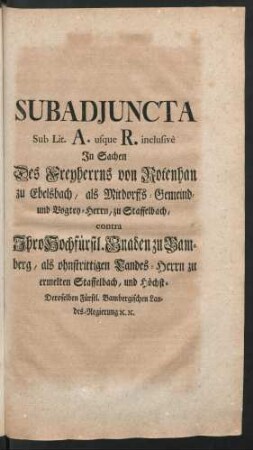 SUBADJUNCTA
Sub Lit. A. usque R. inclusivè
In Sachen
Des Freyherrns von Rotenhan
zu Ebelsbach, als Mitdorffs-Gemeind-
und Vogtey-Herrn, zu Staffelbach,
contra
Ihro Hochfürstl. Gnaden zu Bam-
berg, als ohnstrittigen Landes-Herrn zu
ermelten Staffelbach, und Höchst-
Deroselben Fürstl. Bambergischen Lan-
des-Regierung ꝛc. ꝛc.